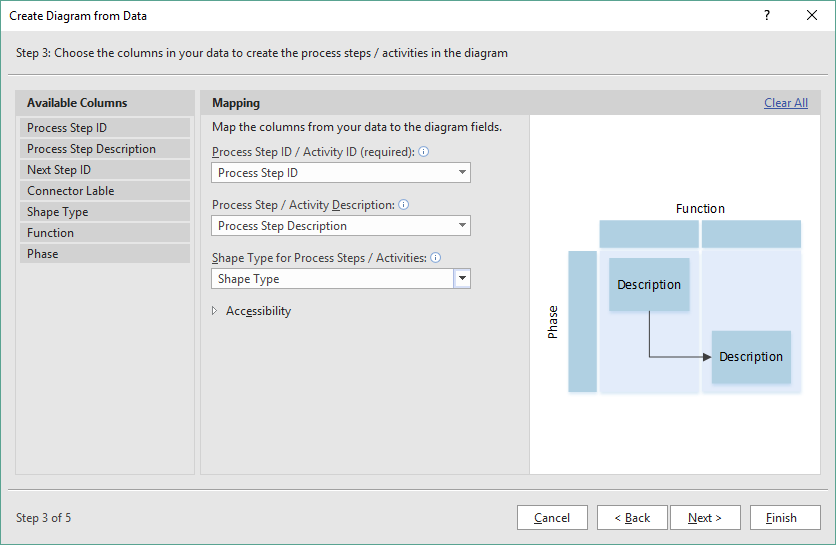 Create Diagram from Data
?
Step 3: Choose the columns in your data to create the process steps / activities in the diagram
Available Columns
Process Step ID
Process Step Description
Next Step ID
Connector Lable
Shape Type
Function
Phase
Mapping
Clear All
Map the columns from your data to the diagram fields.
Process Step ID / Activity ID (required):
Process Step ID
Process Step / Activity Description:
Process Step Description
Shape Type for Process Steps / Activities:
Shape Type
Accessibility
Function
Phase
Description
Description
Step 3 of 5
Cancel
< Back
Next >
Finish